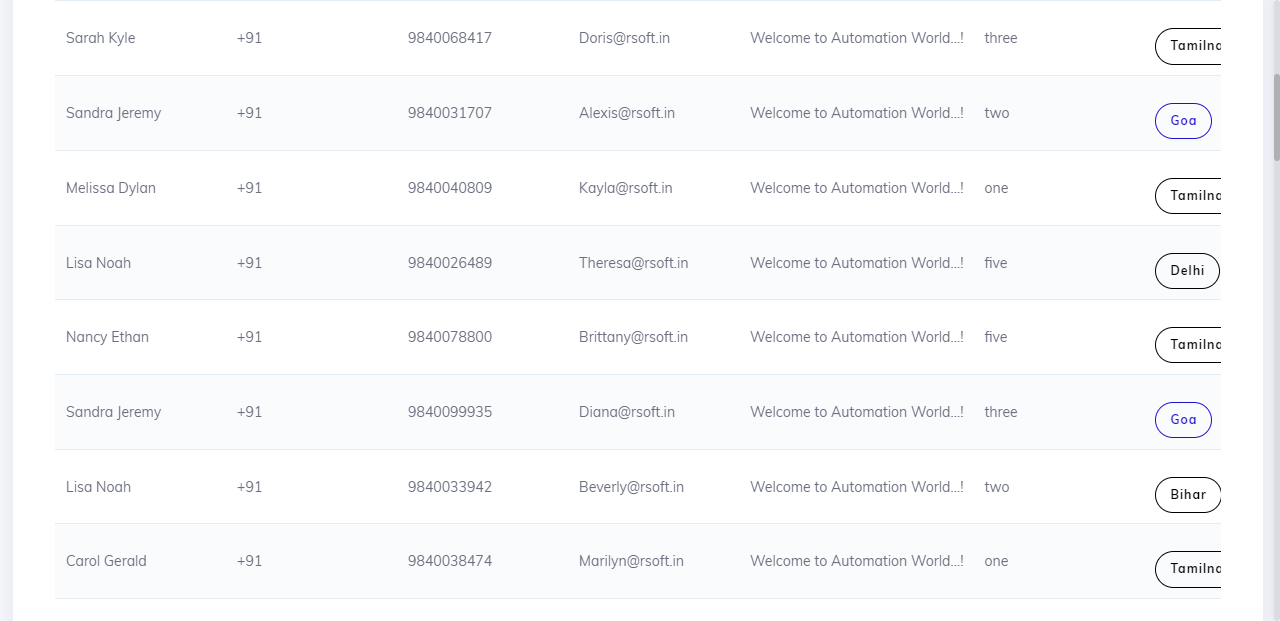 Sarah Kyle +91 9840068417 Doris@rsoft.in Welcome to Automation World...! three
Sandra Jeremy +91 9840031707 Alexis@rsoft.in Welcome to Automation World...! two Goa
Melissa Dylan +91 9840040809 Kayla@rsoft.in Welcome to Automation World...! one
Lisa Noah +91 9840026489 Theresa@rsoft.in Welcome to Automation World...! five Delhi
Nancy Ethan +91 9840078800 Brittany@rsoft.in Welcome to Automation World...! five
Sandra Jeremy +91 9840099935 Diana@rsoft.in Welcome to Automation World...! three Goa
Lisa Noah +91 9840033942 Beverly@rsoft.in Welcome to Automation World...! two Bihar
Carol Gerald +91 9840038474 Marilyn@rsoft.in Welcome to Automation World...! one